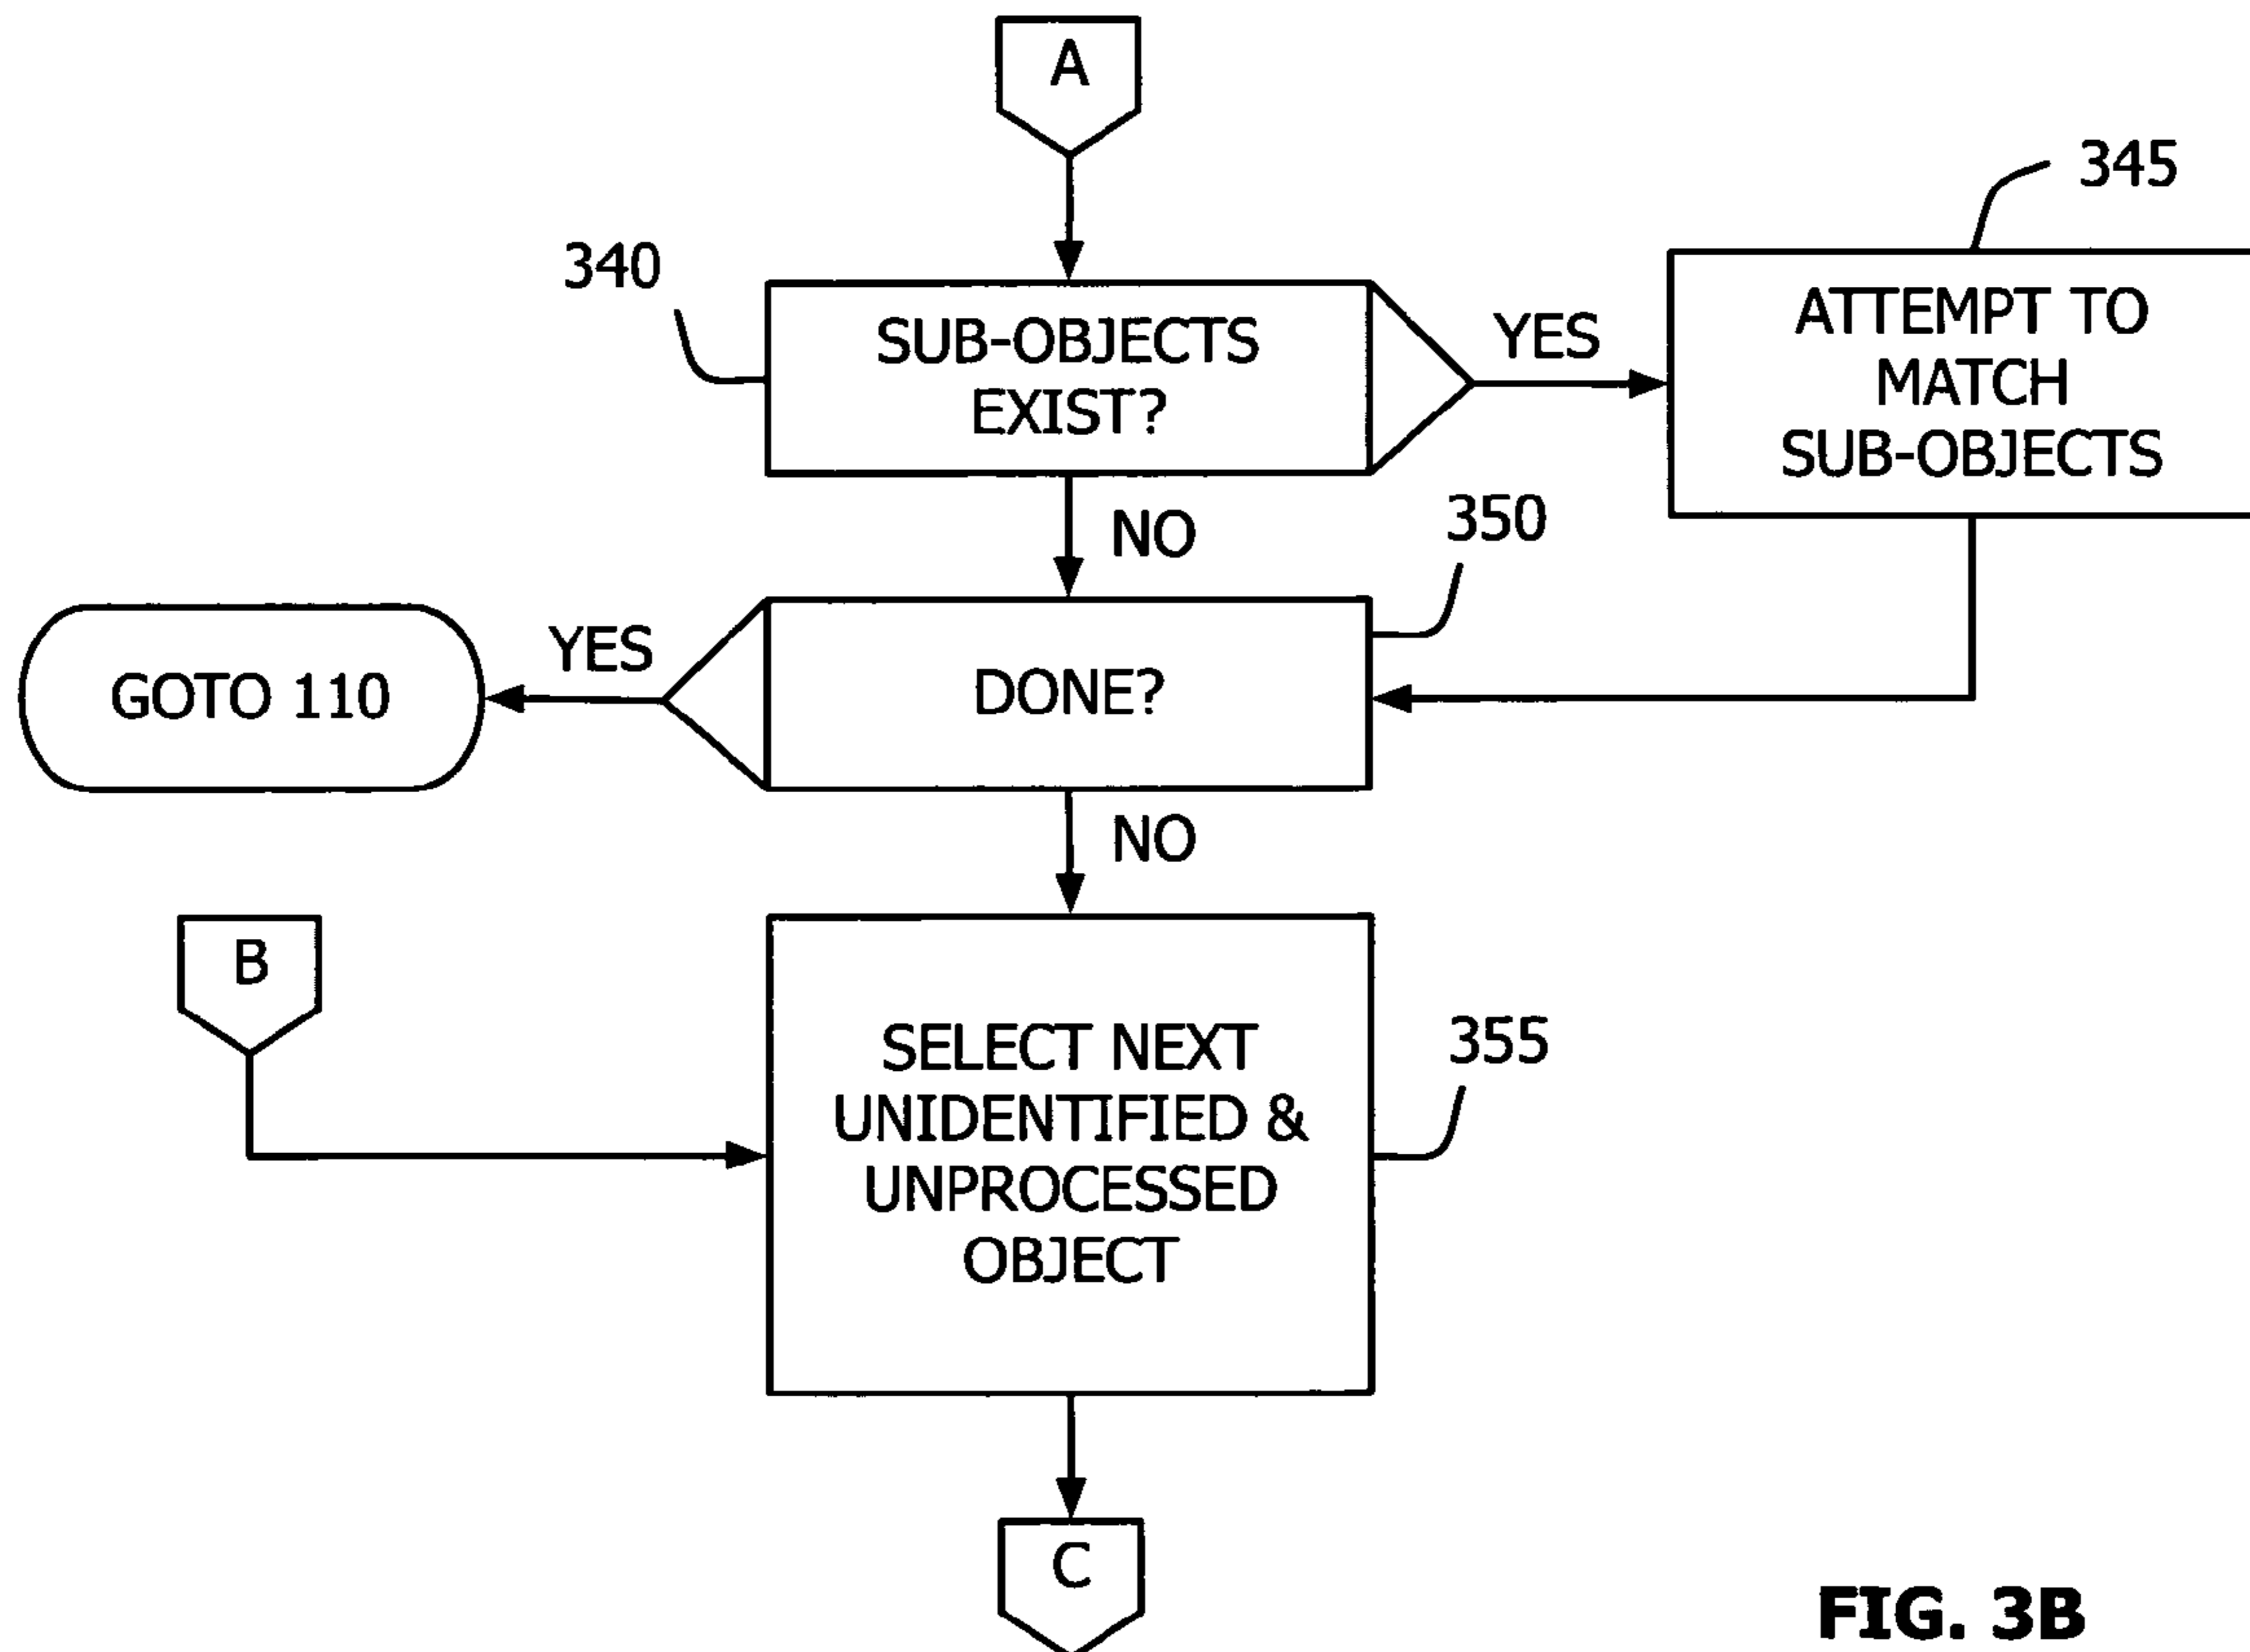 A
345
340
SUB-OBJECTS
EXIST?
YES
ATTEMPT TO
MATCH
SUB-OBJECTS
NO
350
GOTO 110
YES
DONE?
NO
B
SELECT NEXT
UNIDENTIFIED &
UNPROCESSED
OBJECT
355
C
FIG. 3B